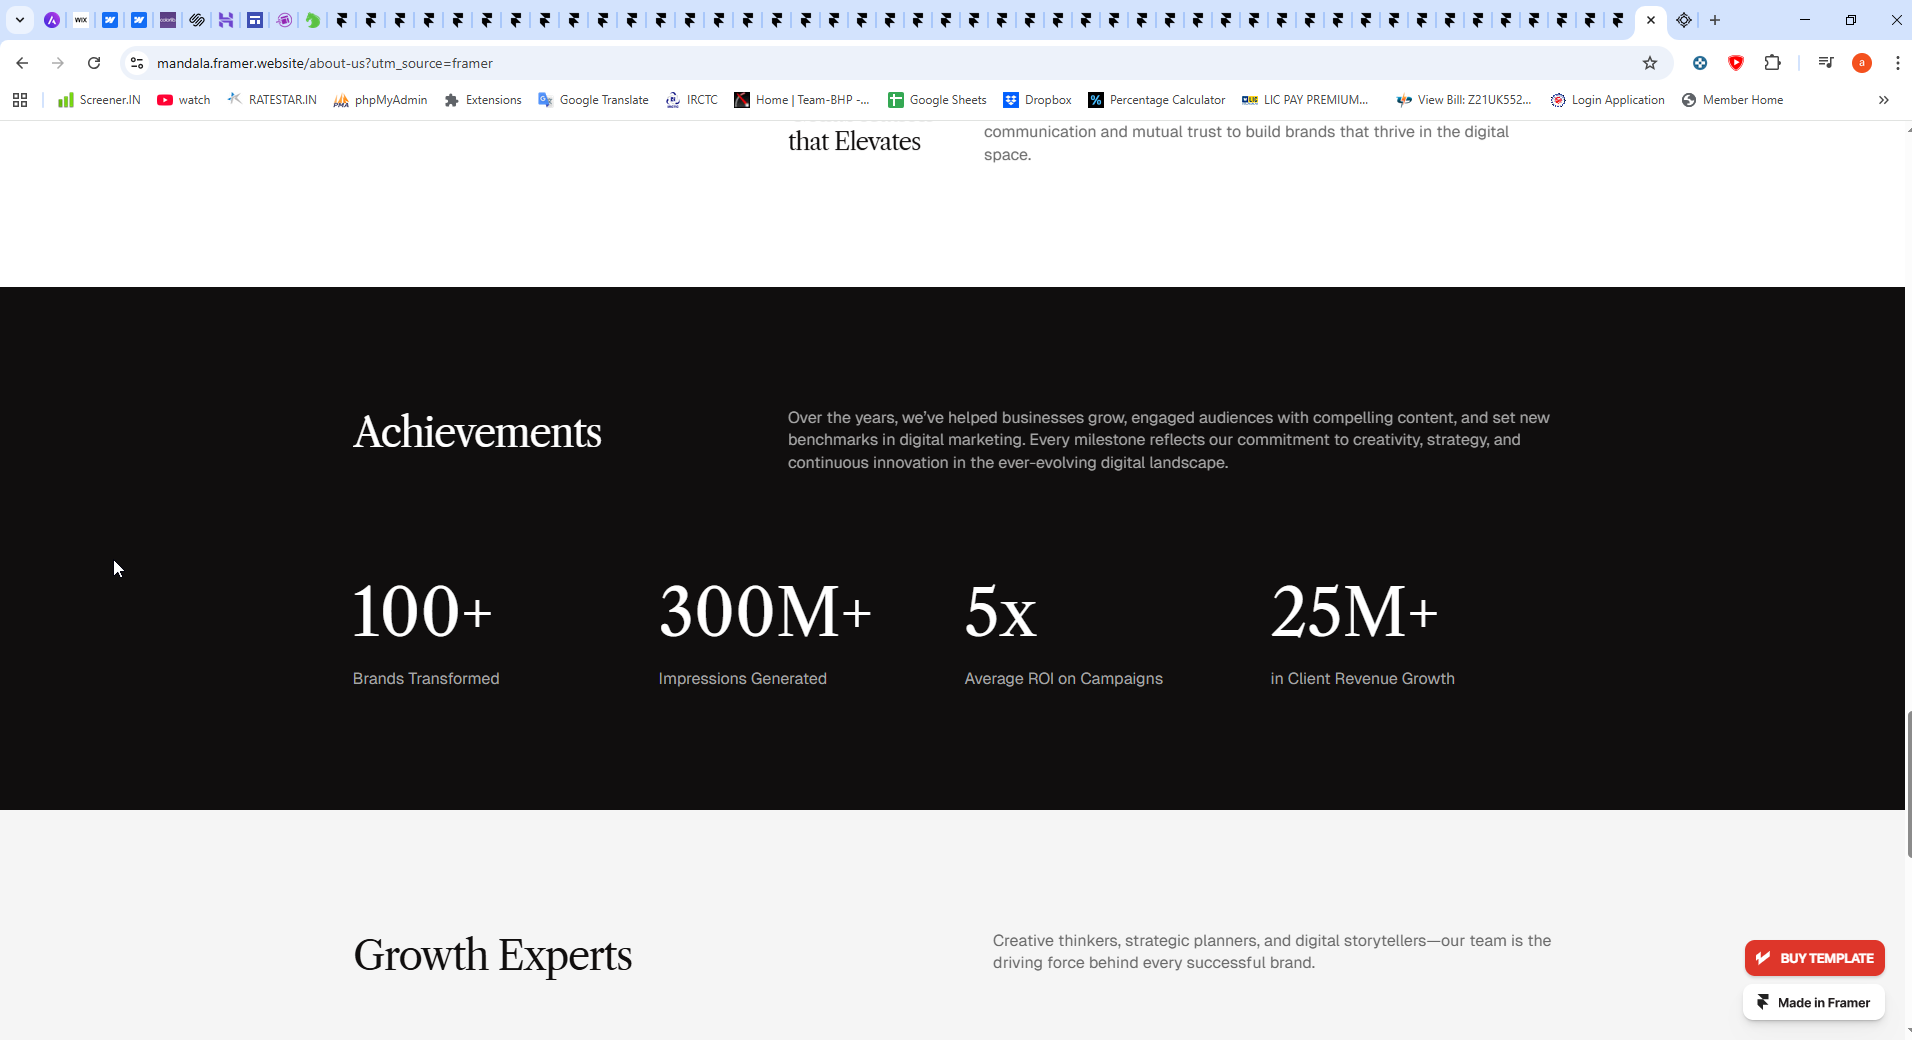 WIX
mandala.framer.website/about-us?utm_source=framer
a
Screener.IN
watch
RATESTAR.IN
phpMyAdmin
Extensions
Google Translate
IRCTC
Home | Team-BHP -...
Google Sheets
Dropbox
Percentage Calculator
LIC PAY PREMIUM...
View Bill: Z21UK552...
Login Application
Member Home
that Elevates
communication and mutual trust to build brands that thrive in the digital
space.
Achievements
Over the years, we've helped businesses grow, engaged audiences with compelling content, and set new
benchmarks in digital marketing. Every milestone reflects our commitment to creativity, strategy, and
continuous innovation in the ever-evolving digital landscape.
100+
Brands Transformed
300M+
Impressions Generated
5x
Average ROI on Campaigns
25M+
in Client Revenue Growth
Growth Experts
Creative thinkers, strategic planners, and digital storytellers—our team is the
driving force behind every successful brand.
BUY TEMPLATE
Made in Framer